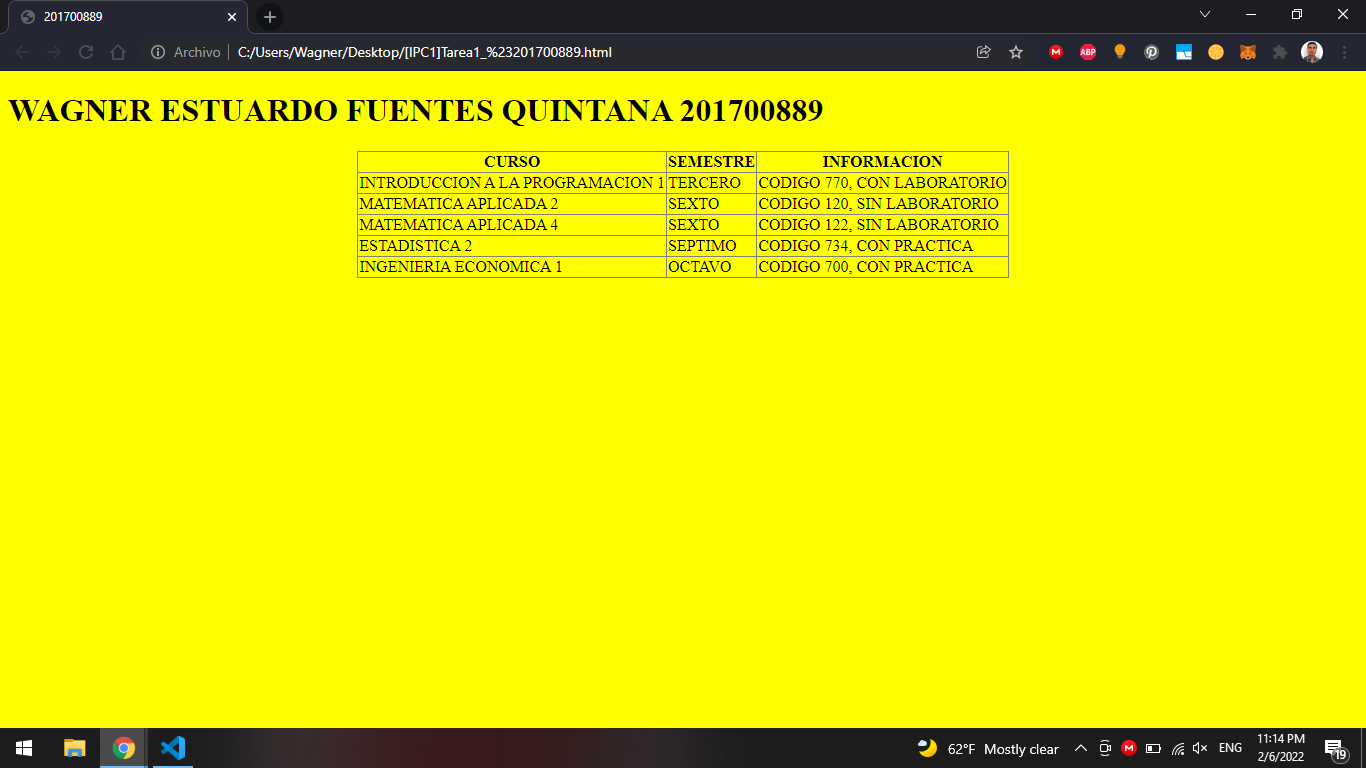 201700889
Archivo C:/Users/Wagner/Desktop/[IPC1]Tarea1_%23201700889.html
ABP
WAGNER ESTUARDO FUENTES QUINTANA 201700889
CURSO SEMESTRE INFORMACION
INTRODUCCION A LA PROGRAMACION 1 TERCERO CODIGO 770, CON LABORATORIO
MATEMATICA APLICADA 2 SEXTO CODIGO 120, SIN LABORATORIO
MATEMATICA APLICADA 4 SEXTO CODIGO 122, SIN LABORATORIO
ESTADISTICA 2 SEPTIMO CODIGO 734, CON PRACTICA
INGENIERIA ECONOMICA 1 OCTAVO CODIGO 700, CON PRACTICA
62°F Mostly clear ENG 11:14 PM
2/6/2022
19